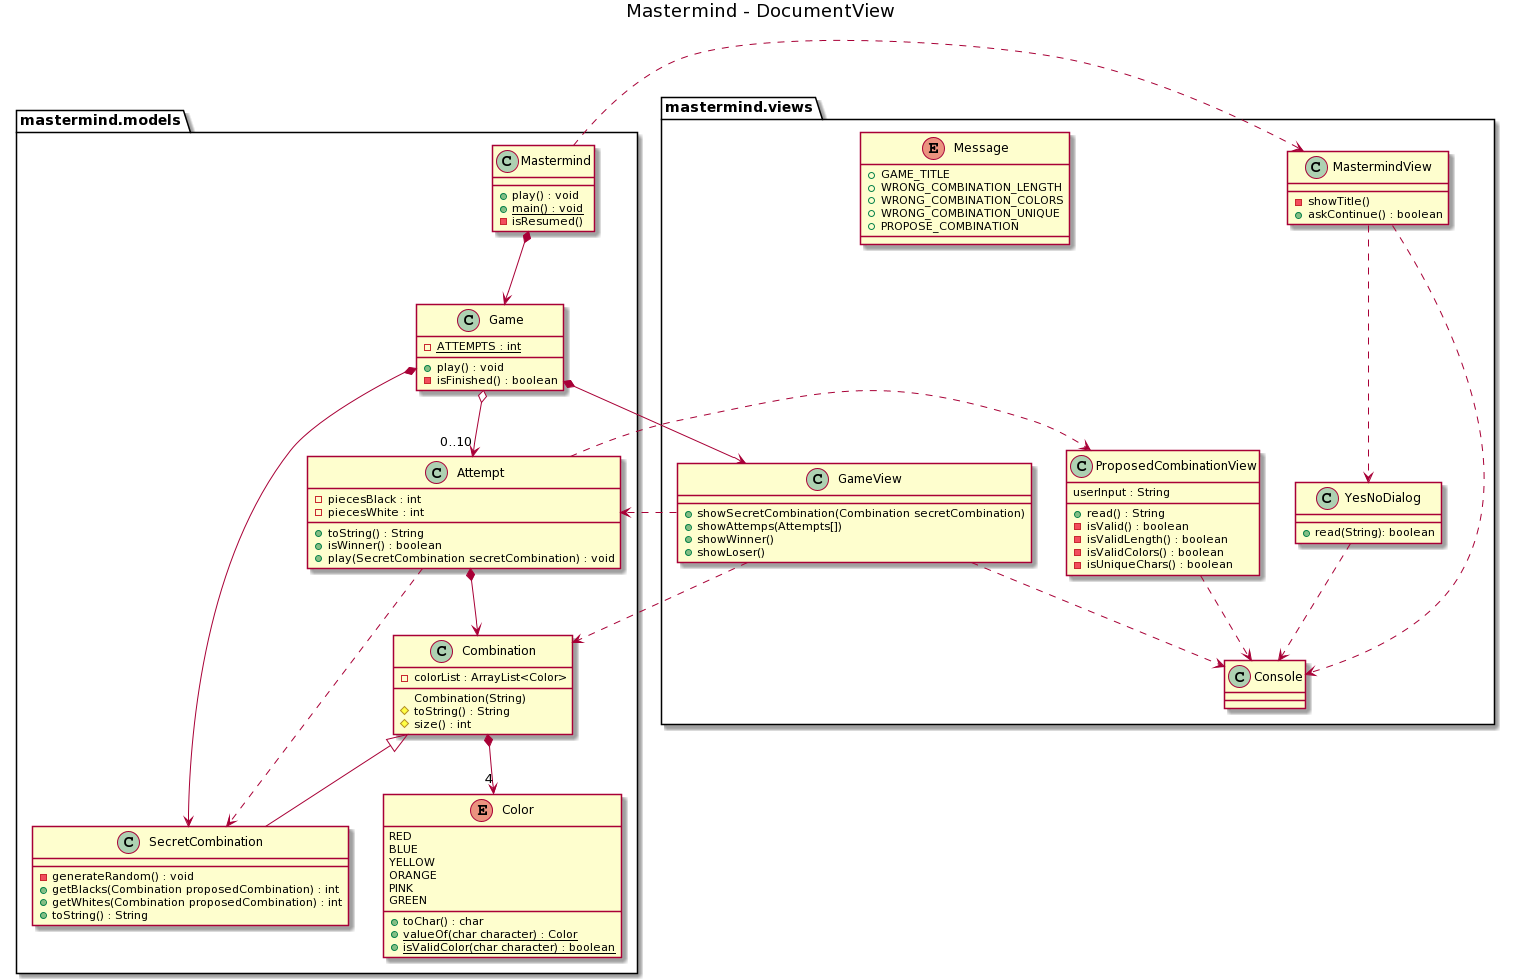 Mastermind - DocumentView
mastermind.models
C Mastermind
play() : void
main() : void
isResumed()
C Game
ATTEMPTS : int
play() : void
isFinished() : boolean
0..10
C Attempt
piecesBlack : int
piecesWhite : int
toString() : String
isWinner() : boolean
play(SecretCombination secretCombination) : void
C Combination
colorList : ArrayList<Color>
Combination(String)
toString() : String
size() : int
4
C SecretCombination
generateRandom() : void
getBlacks(Combination proposedCombination) : int
getWhites(Combination proposedCombination) : int
toString() : String
E Color
RED
BLUE
YELLOW
ORANGE
PINK
GREEN
toChar() : char
valueOf(char character) : Color
isValidColor(char character) : boolean
mastermind.views
E Message
GAME_TITLE
WRONG_COMBINATION_LENGTH
WRONG_COMBINATION_COLORS
WRONG_COMBINATION_UNIQUE
PROPOSE_COMBINATION
C MastermindView
showTitle()
askContinue() : boolean
C GameView
showSecretCombination(Combination secretCombination)
showAttemps(Attempts[])
showWinner()
showLoser()
C ProposedCombinationView
userInput : String
read() : String
isValid() : boolean
isValidLength() : boolean
isValidColors() : boolean
isUniqueChars() : boolean
C YesNoDialog
read(String): boolean
C Console